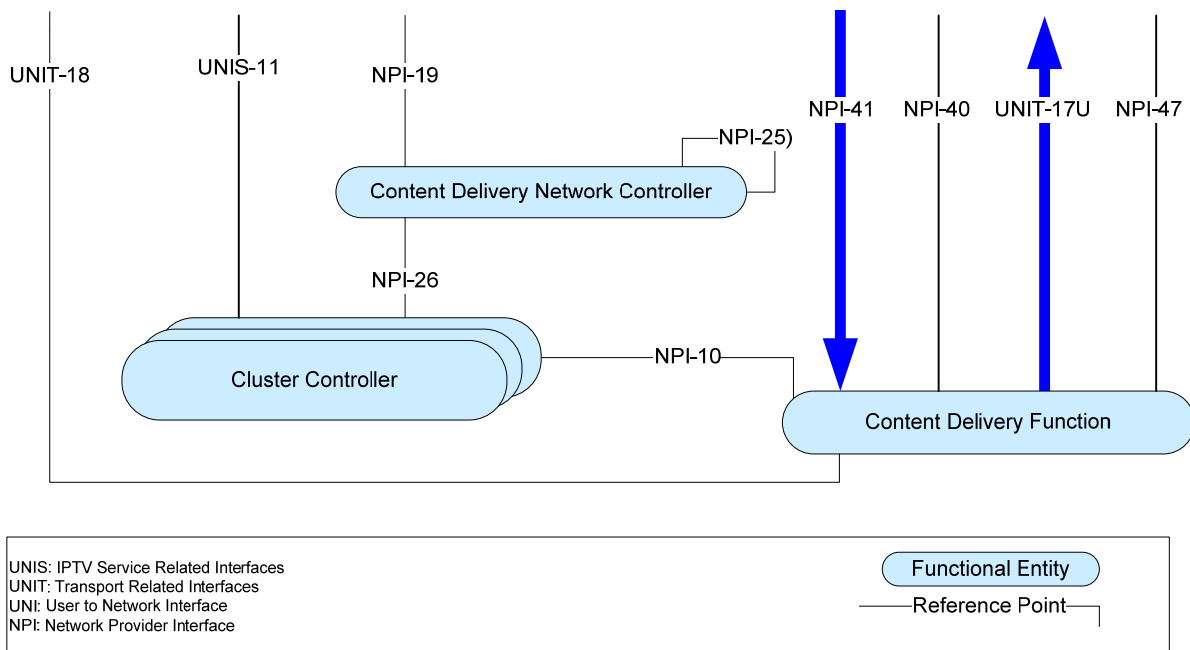 UNIT-18
UNIS-11
NPI-19
NPI-41
NPI-40
UNIT-17U
NPI-47
NPI-25)
Content Delivery Network Controller
NPI-26
NPI-10
Cluster Controller
Content Delivery Function
UNIS: IPTV Service Related Interfaces
UNIT: Transport Related Interfaces
UNI: User to Network Interface
NPI: Network Provider Interface
Functional Entity
Reference Point